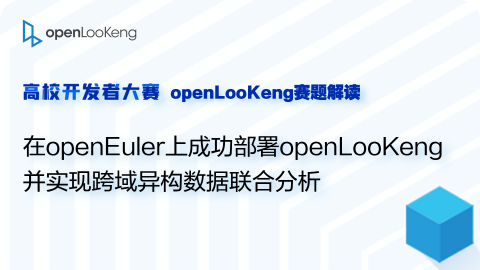 openLooKeng
高校开发者大赛 openLooKeng赛题解读
在openEuler上成功部署openLooKeng
并实现跨域异构数据联合分析